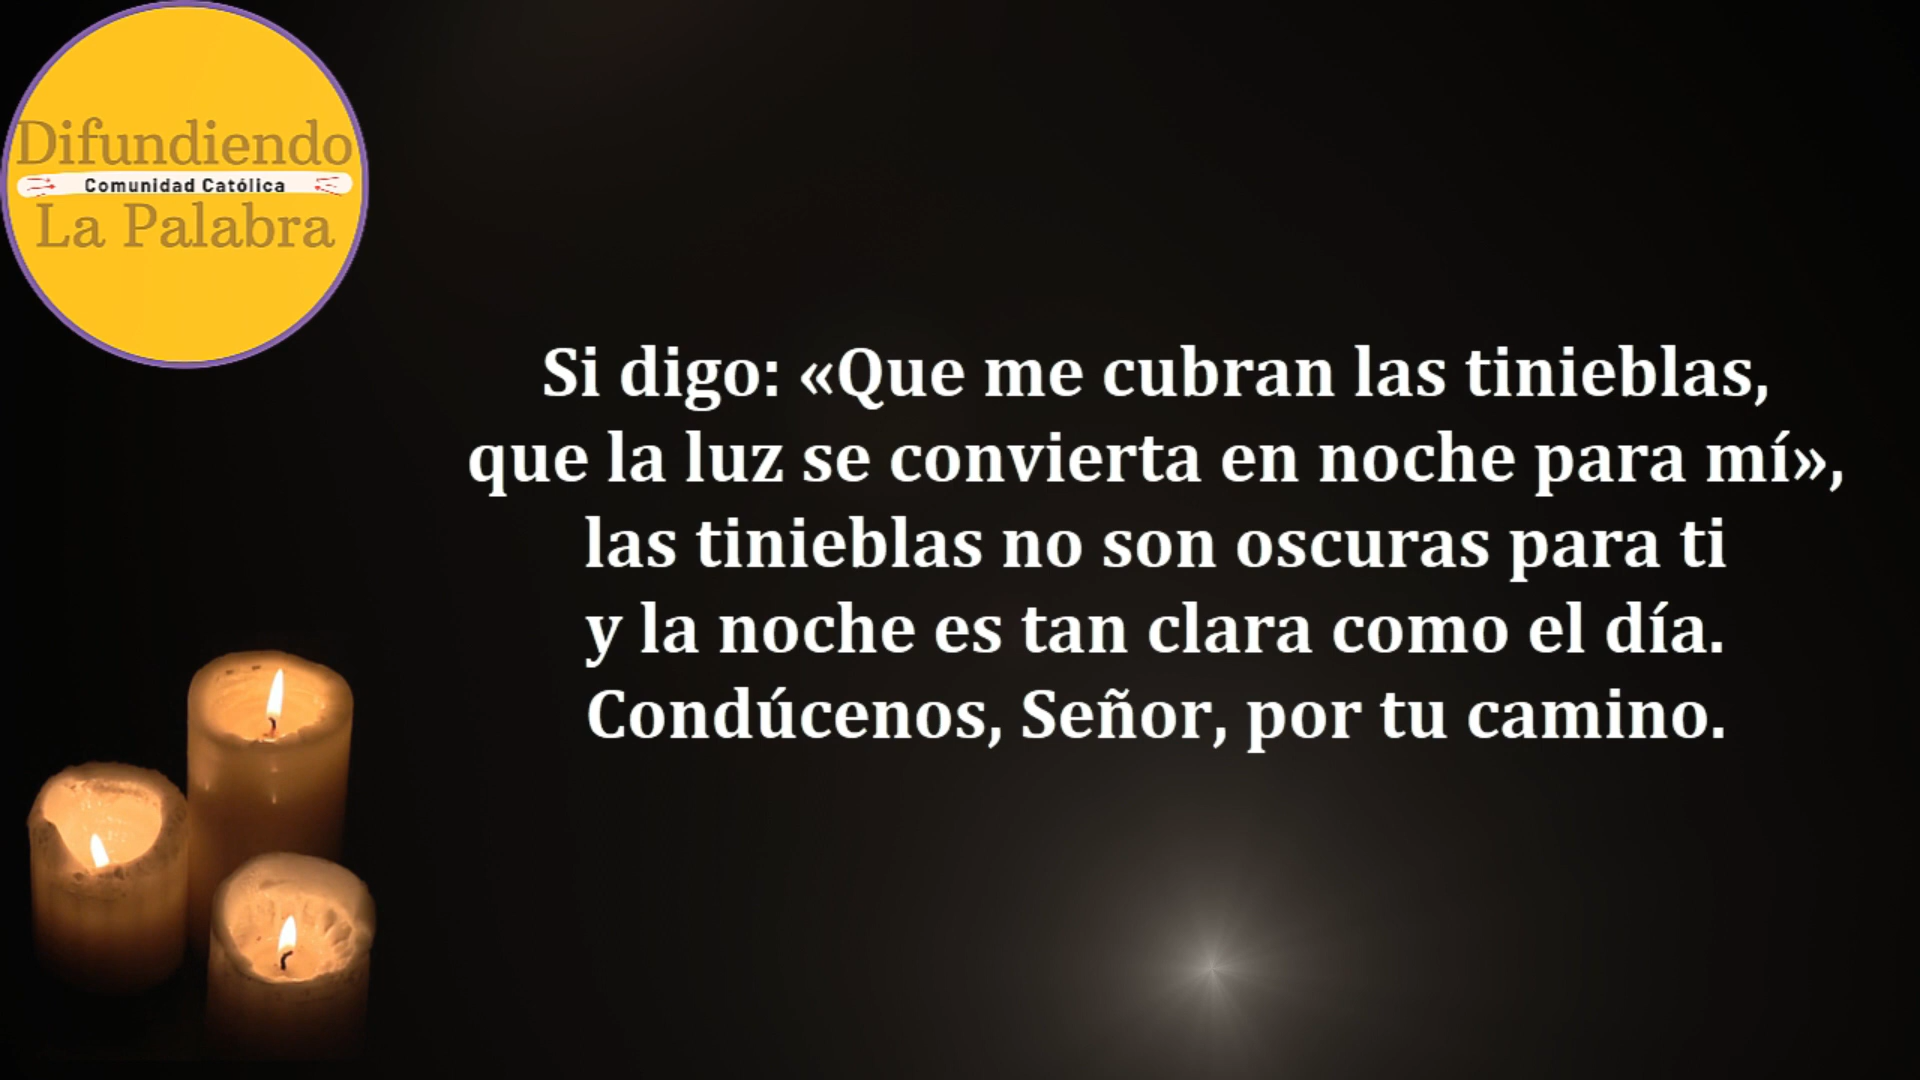 Difundiendo
Comunidad Católica
La Palabra
Si digo: «Que me cubran las tinieblas,
que la luz se convierta en noche para mí»,
las tinieblas no son oscuras para ti
y la noche es tan clara como el día.
Condúcenos, Señor, por tu camino.